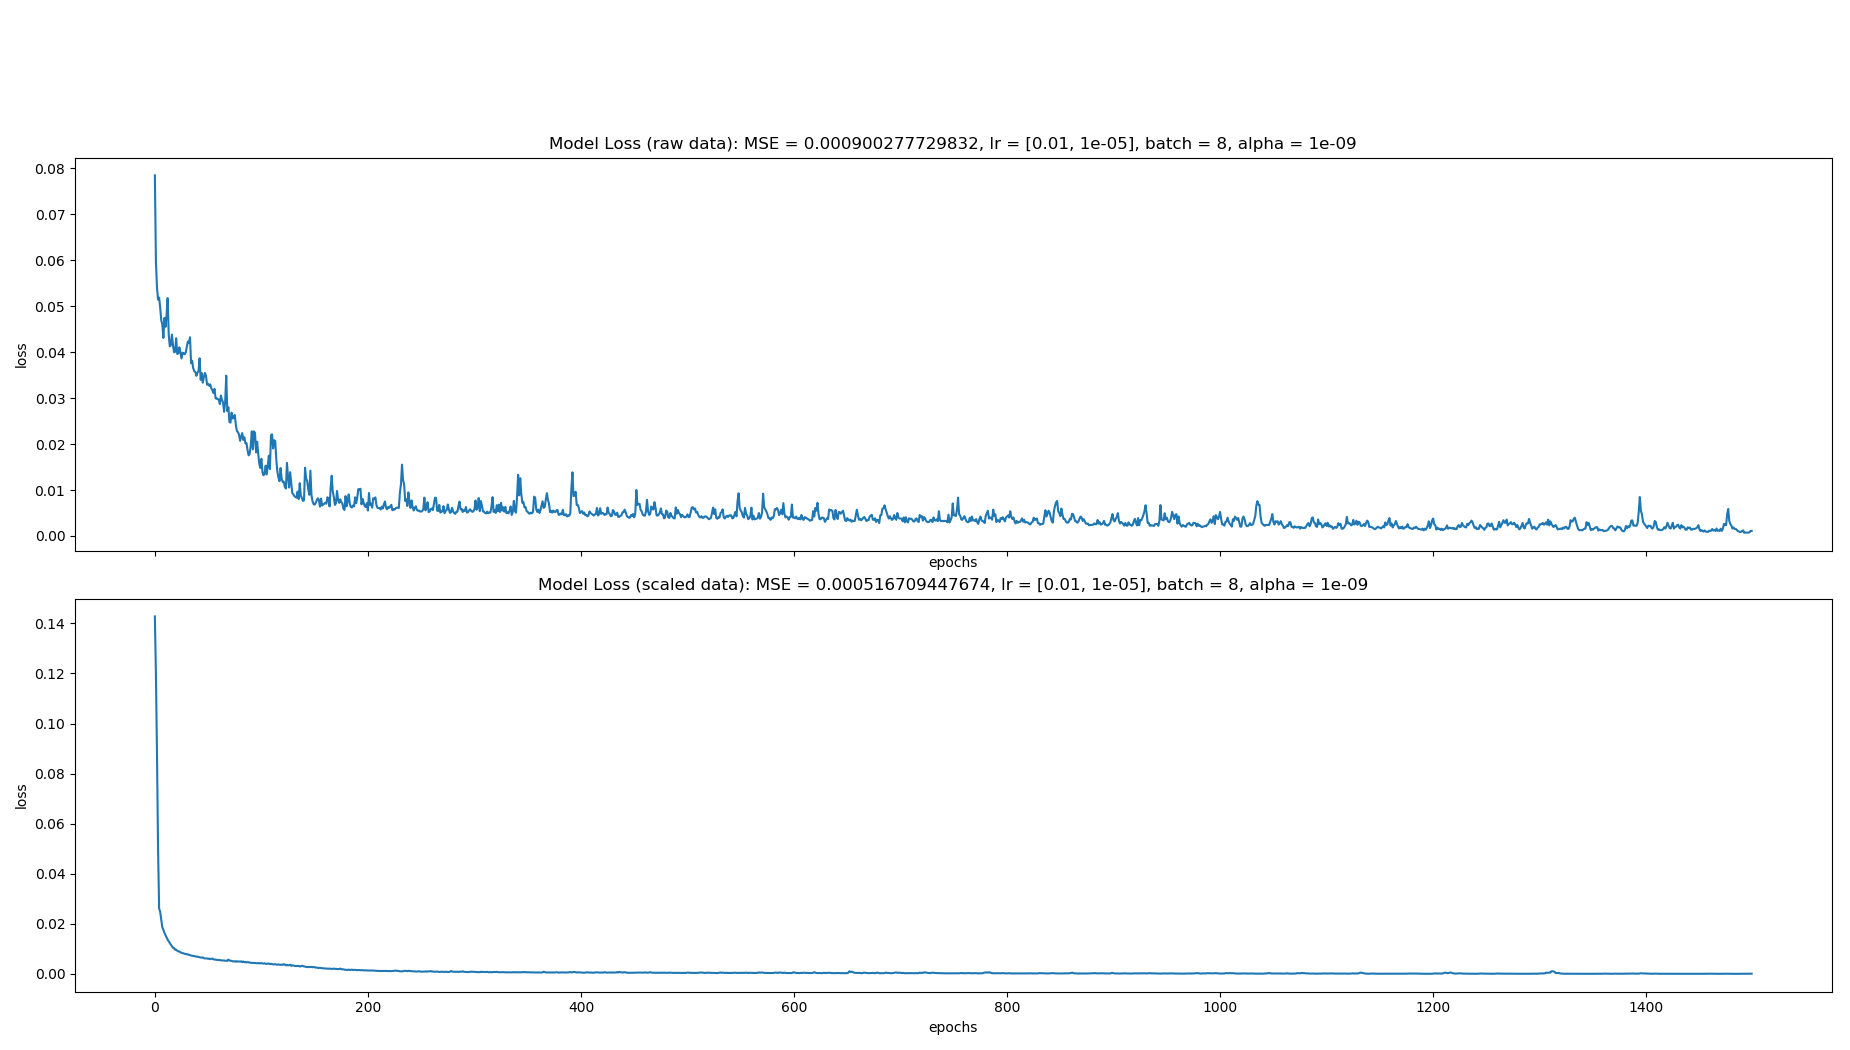 Model Loss (raw data): MSE = 0.000900277729832, lr = [0.01, 1e-05], batch = 8, alpha = 1e-09
0.08
0.07
0.06
0.05
0.04
0.03
0.02
0.01
0.00
loss
epochs
Model Loss (scaled data): MSE = 0.000516709447674, lr = [0.01, 1e-05], batch = 8, alpha = 1e-09
0.14
0.12
0.10
0.08
0.06
0.04
0.02
0.00
loss
0 200 400 600 800 1000 1200 1400
epochs